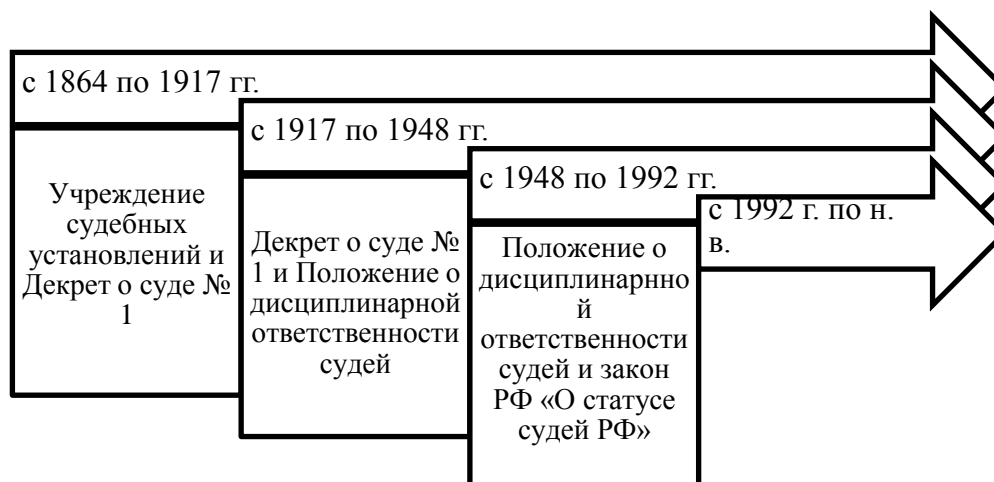 с 1864 по 1917 гг.
Учреждение
судебных
установлений и
Декрет о суде №
1
с 1917 по 1948 гг.
Декрет о суде №
1 и Положение о
дисциплинарной
ответственности
судей
с 1948 по 1992 гг.
Положение о
дисциплинарнно
й
ответственности
судей и закон
РФ «О статусе
судей РФ»
с 1992 г. по н.
в.